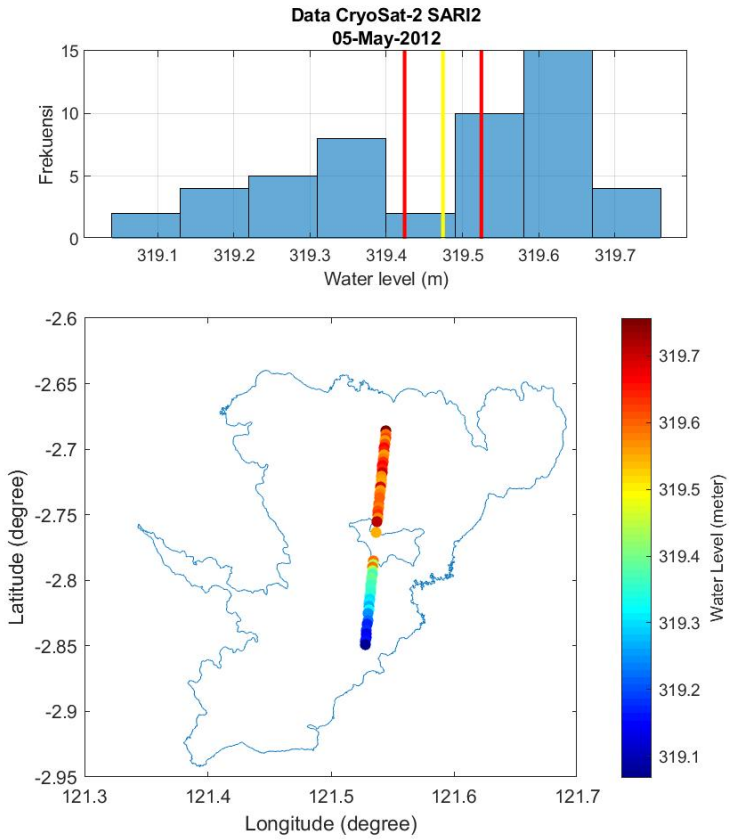 Data CryoSat-2 SARI2
05-May-2012
Frekuensi
15
10
5
0
319.1 319.2 319.3 319.4 319.5 319.6 319.7
Water level (m)
Latitude (degree)
-2.6
-2.65
-2.7
-2.75
-2.8
-2.85
-2.9
-2.95
121.3 121.4 121.5 121.6 121.7
Longitude (degree)
319.7
319.6
319.5
319.4
319.3
319.2
319.1
Water Level (meter)